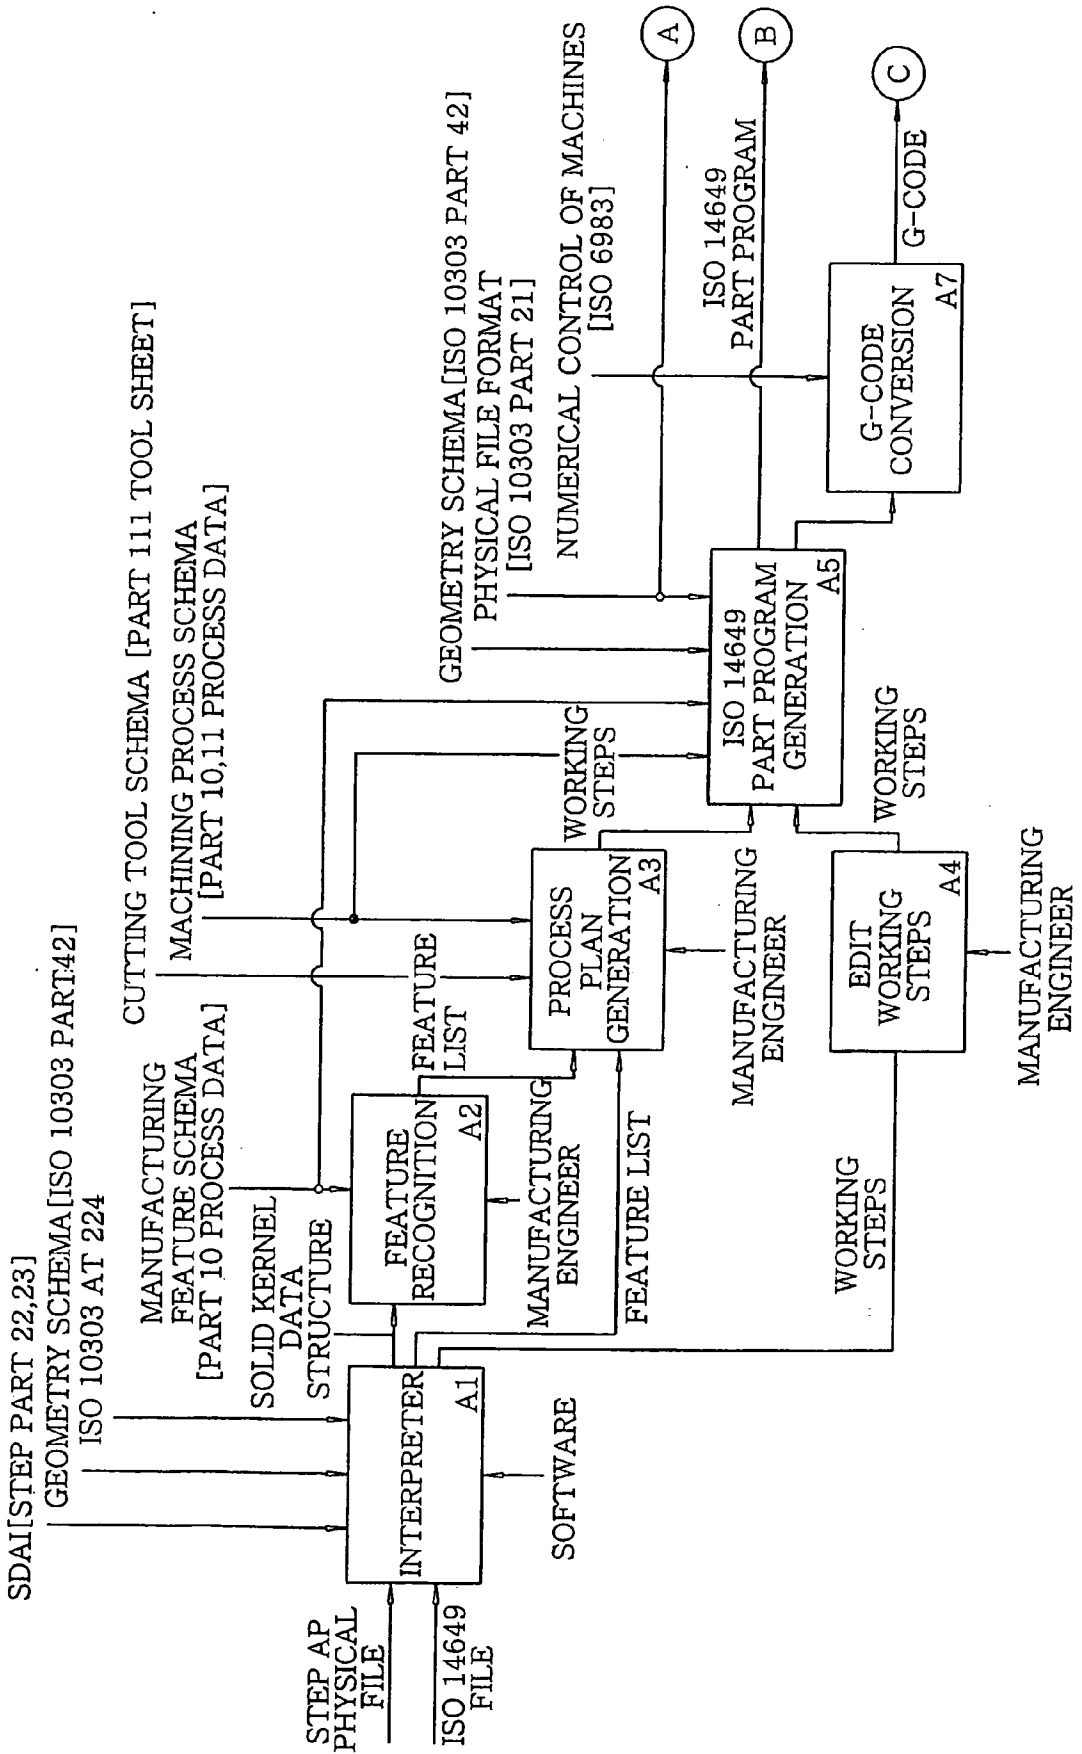 SDAI[STEP PART 22,23]
GEOMETRY SCHEMA[ISO 10303 PART42]
ISO 10303 AT 224
MANUFACTURING
FEATURE SCHEMA
[PART 10 PROCESS DATA]
CUTTING TOOL SCHEMA [PART 111 TOOL SHEET]
MACHINING PROCESS SCHEMA
[PART 10,11 PROCESS DATA]
GEOMETRY SCHEMA[ISO 10303 PART 42]
PHYSICAL FILE FORMAT
[ISO 10303 PART 21]
NUMERICAL CONTROL OF MACHINES
[ISO 6983]
STEP AP
PHYSICAL
FILE
ISO 14649
FILE
INTERPRETER
A1
SOFTWARE
SOLID KERNEL
DATA
STRUCTURE
FEATURE
RECOGNITION
A2
MANUFACTURING
ENGINEER
FEATURE
LIST
FEATURE LIST
PROCESS
PLAN
GENERATION
A3
MANUFACTURING
ENGINEER
WORKING
STEPS
WORKING
STEPS
EDIT
WORKING
STEPS
A4
MANUFACTURING
ENGINEER
WORKING
STEPS
ISO 14649
PART PROGRAM
GENERATION
A5
ISO 14649
PART PROGRAM
G-CODE
CONVERSION
A7
G-CODE
A
B
C